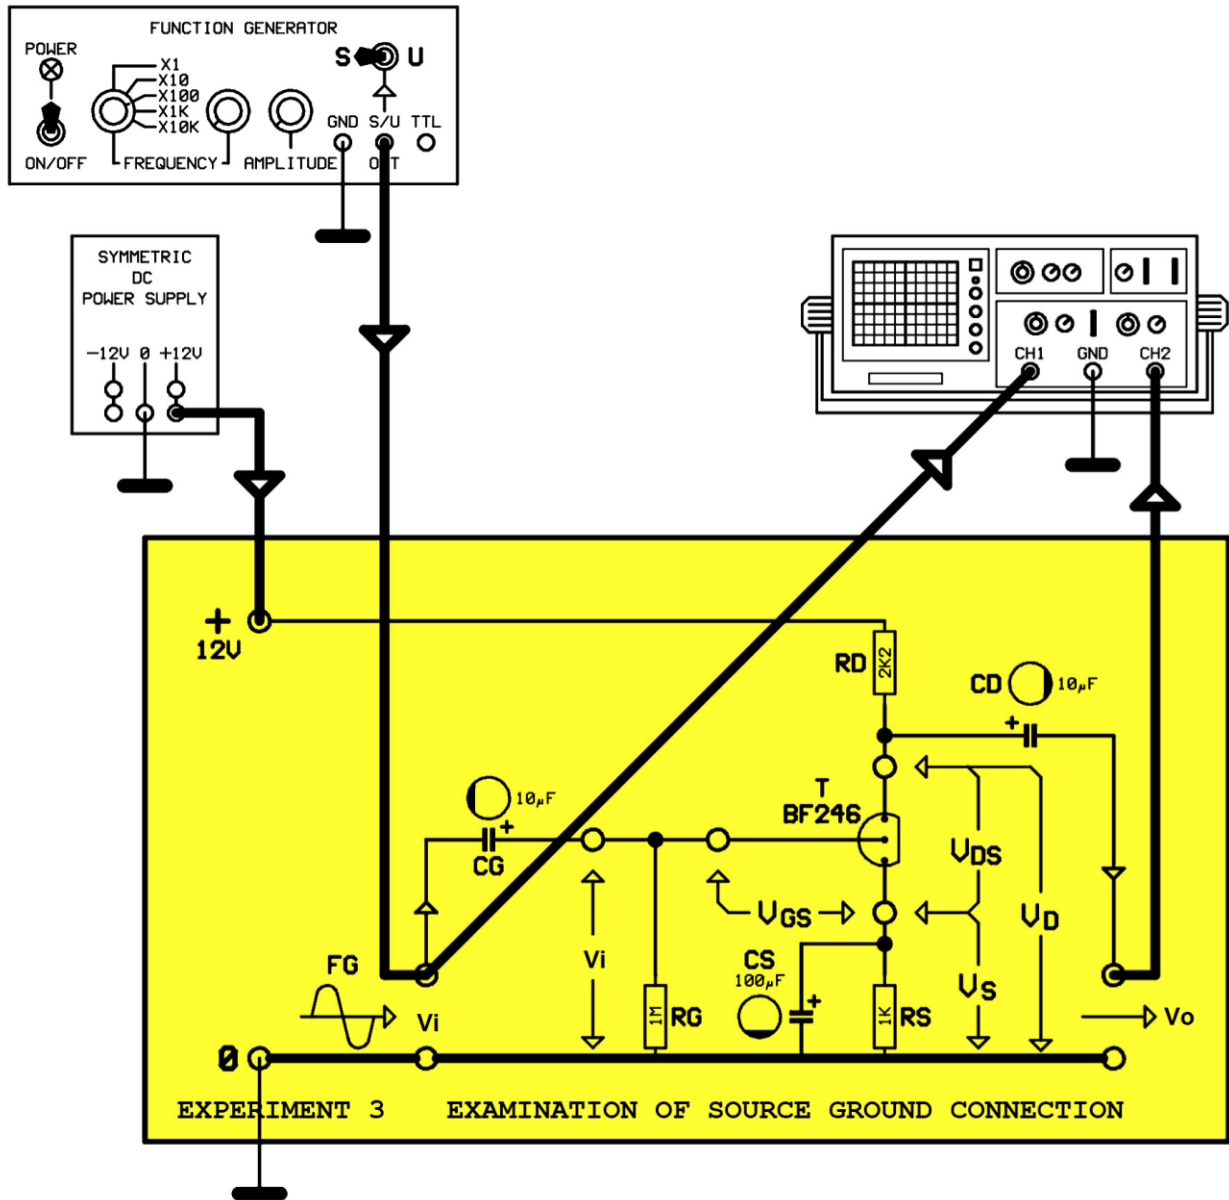 FUNCTION GENERATOR
POWER
S U
X1
X10
X100
X1K
X10K
GND S/U TTL
ON/OFF FREQUENCY AMPLITUDE
SYMMETRIC
DC
POWER SUPPLY
-12V 0 +12V
CH1 GND CH2
+
12V
RD 2K2
CD 10µF
+
T
BF246
10µF
+
CG
VDS
VGS
VD
Vi
CS
100µF
+
VS
FG
RG 1M
RS 1K
Vi
Vo
0
EXPERIMENT 3 EXAMINATION OF SOURCE GROUND CONNECTION